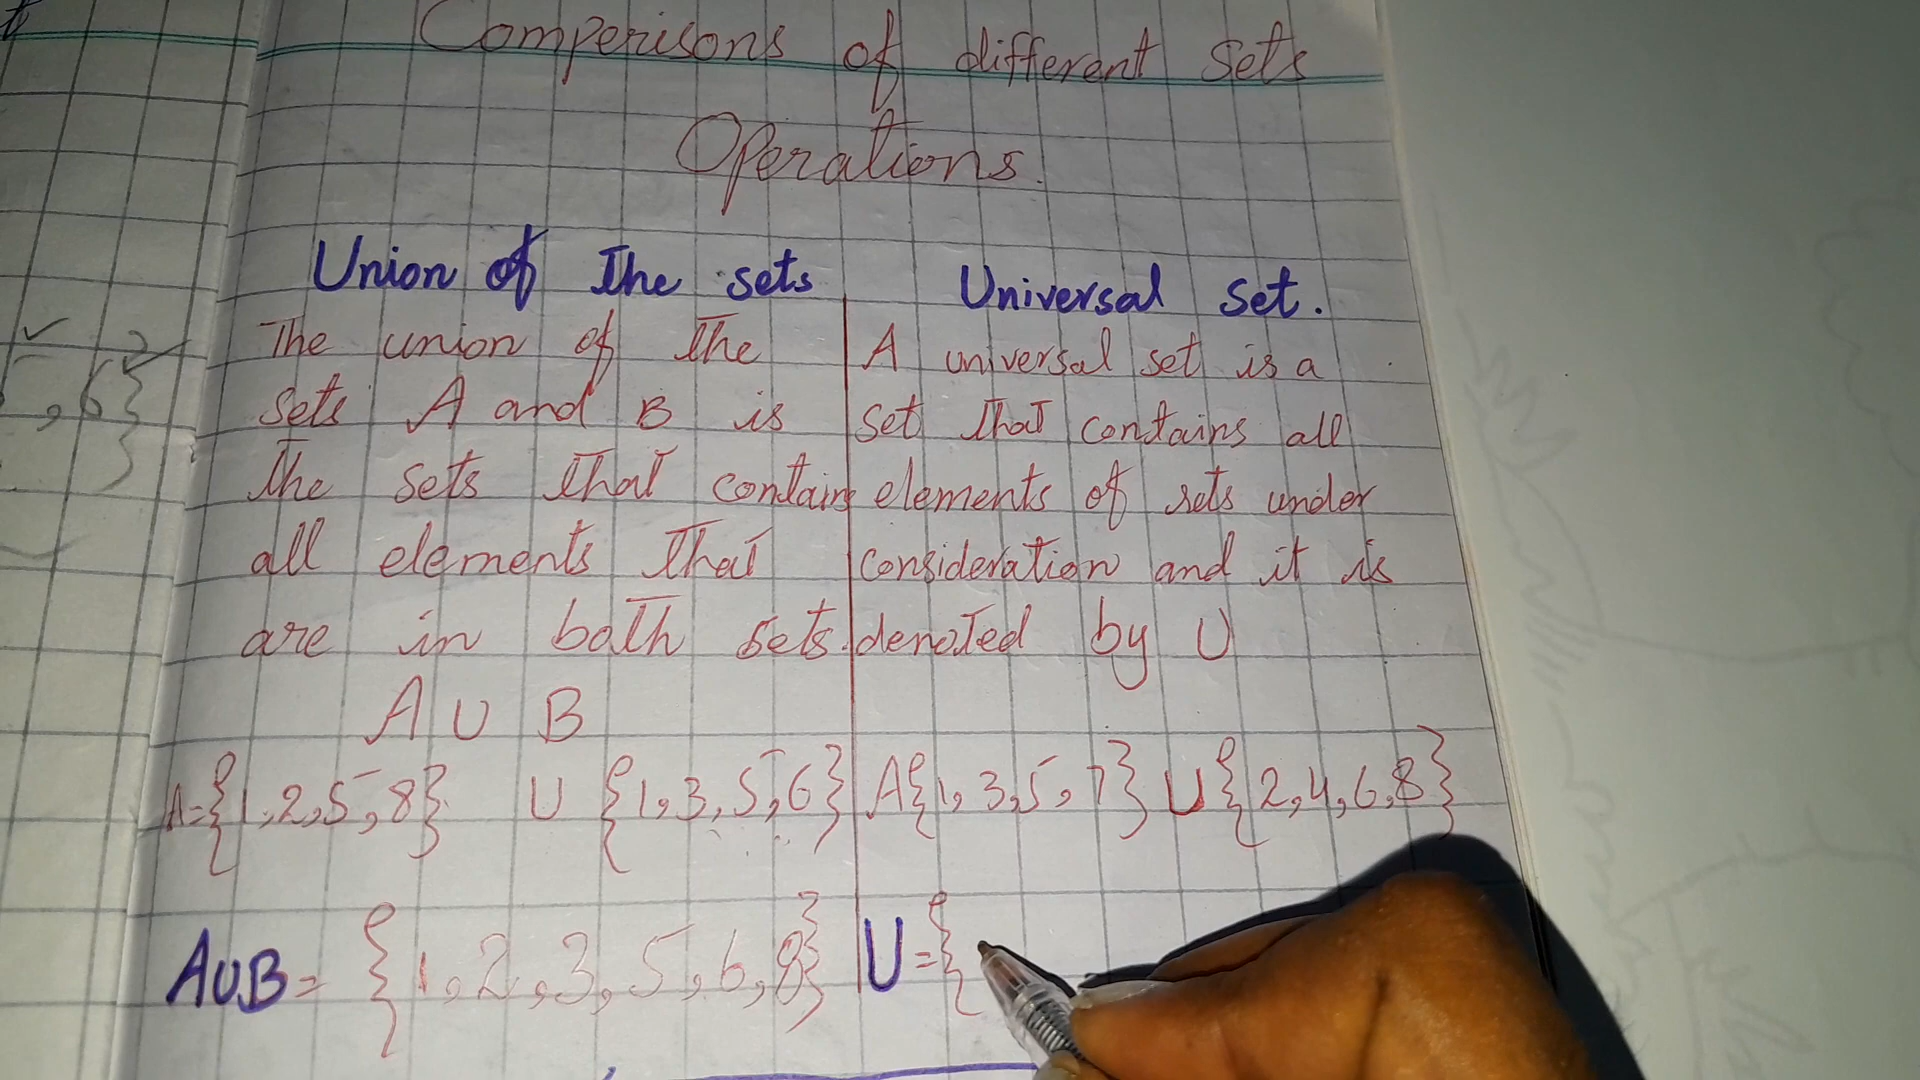 Comperisons of different Sets
Operations.
Union of The sets
The union of The
sets A and B is
The sets That contains
all elements That
are in both sets.
A U B
A={1,2,5,8} U {1,3,5,6}
AUB= {1,2,3,5,6,8}
Universal Set.
A universal set is a
set That contains all
elements of sets under
consideration and it is
denoted by U
A{1,3,5,7} U{2,4,6,8}
U={
,6}